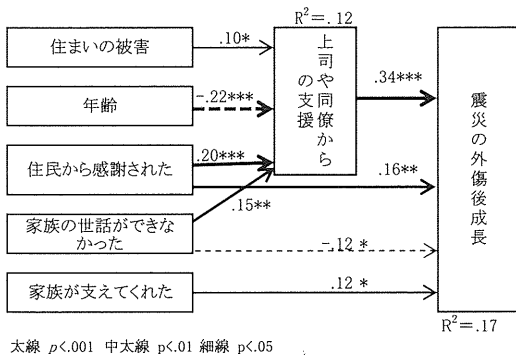 R²=.12
住まいの被害
.10*
上司や同僚から
の支援
.34***
年齢
-.22***
震災の外傷後成長
住民から感謝された
.20***
.16**
.15**
家族の世話ができな
かった
-.12 *
家族が支えてくれた
.12 *
R²=.17
太線 p<.001 中太線 p<.01 細線 p<.05